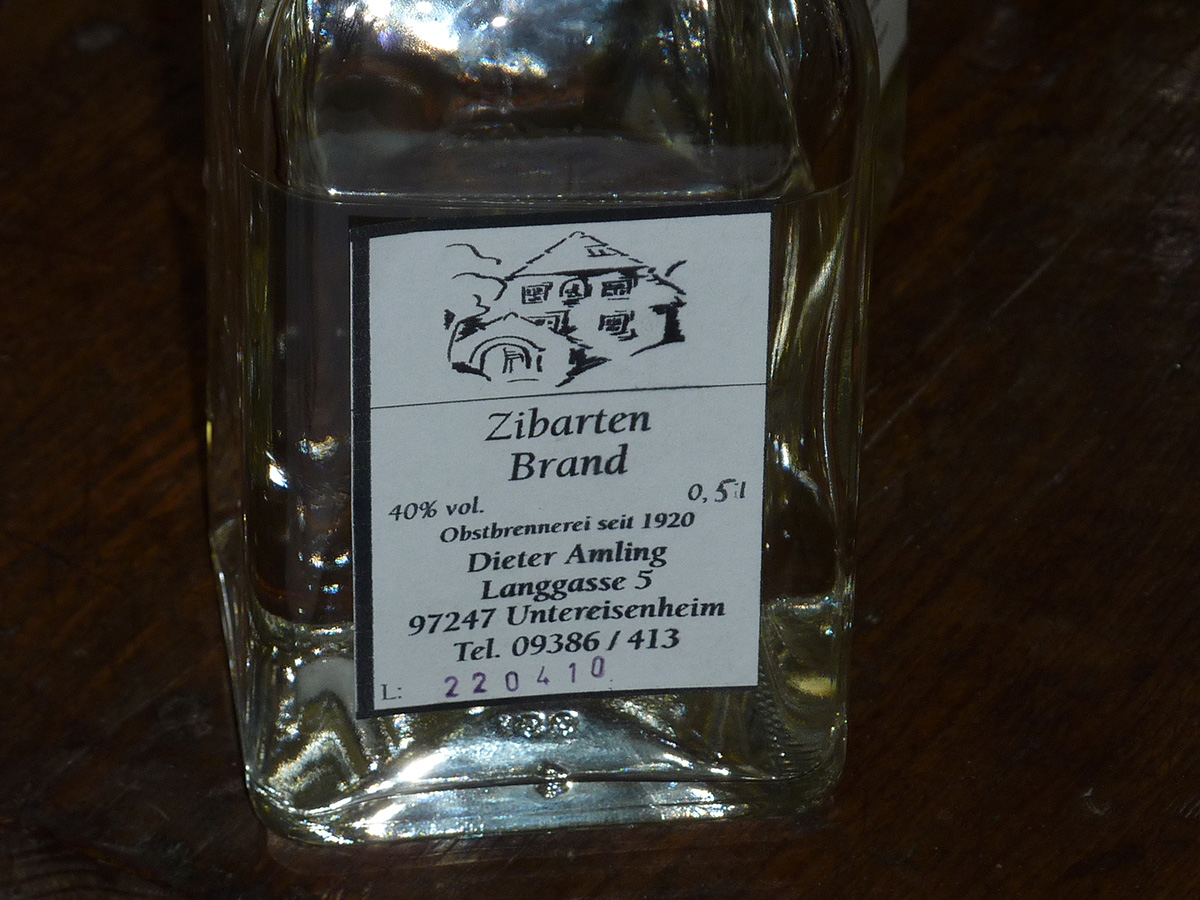 Zibarten
Brand
40% vol. 0,5l
Obstbrennerei seit 1920
Dieter Amling
Langgasse 5
97247 Untereisenheim
Tel. 09386 / 413
L: 220410